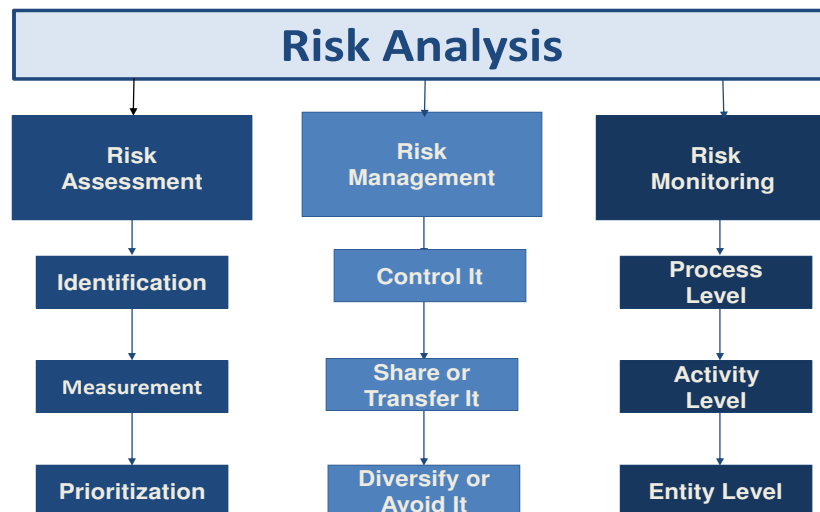 Risk Analysis
Risk
Assessment
Identification
Measurement
Prioritization
Risk
Management
Control It
Share or
Transfer It
Diversify or
Avoid It
Risk
Monitoring
Process
Level
Activity
Level
Entity Level